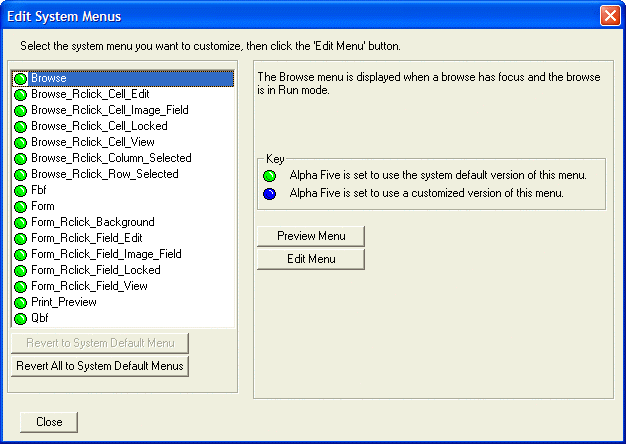 Edit System Menus
Select the system menu you want to customize, then click the 'Edit Menu' button.
Browse
Browse_Rclick_Cell_Edit
Browse_Rclick_Cell_Image_Field
Browse_Rclick_Cell_Locked
Browse_Rclick_Cell_View
Browse_Rclick_Column_Selected
Browse_Rclick_Row_Selected
Fbf
Form
Form_Rclick_Background
Form_Rclick_Field_Edit
Form_Rclick_Field_Image_Field
Form_Rclick_Field_Locked
Form_Rclick_Field_View
Print_Preview
Qbf
Revert to System Default Menu
Revert All to System Default Menus
The Browse menu is displayed when a browse has focus and the browse
is in Run mode.
Key
Alpha Five is set to use the system default version of this menu.
Alpha Five is set to use a customized version of this menu.
Preview Menu
Edit Menu
Close